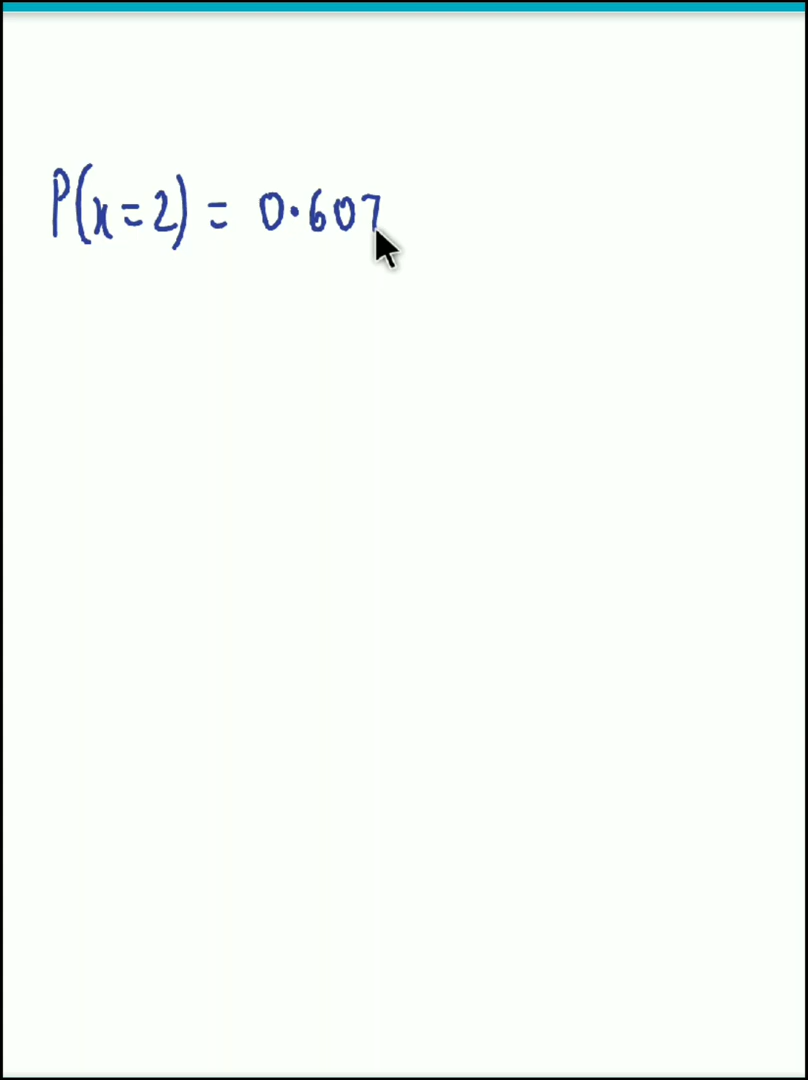 P(x=2) = 0.607